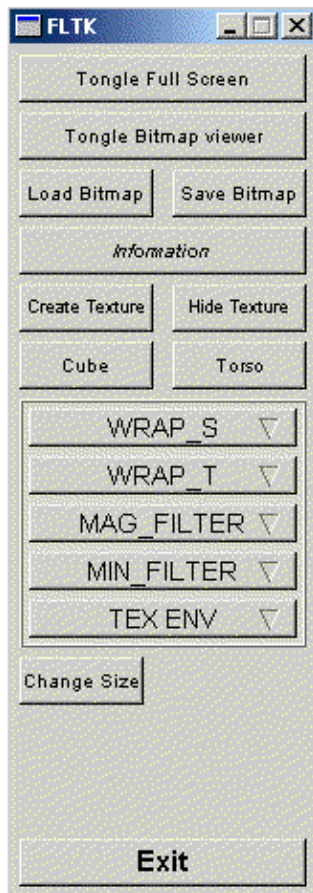 FLTK
Tongle Full Screen
Tongle Bitmap viewer
Load Bitmap Save Bitmap
Information
Create Texture Hide Texture
Cube Torso
WRAP_S
WRAP_T
MAG_FILTER
MIN_FILTER
TEX ENV
Change Size
Exit